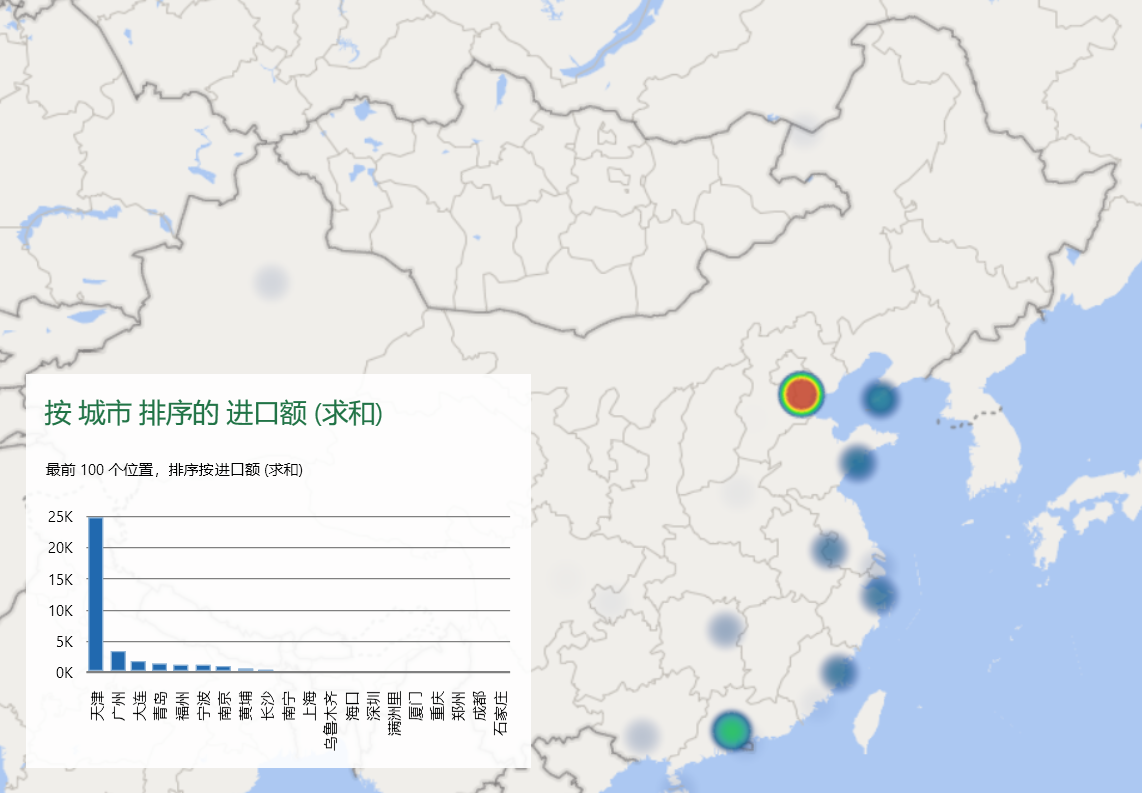 按 城市 排序的 进口额 (求和)
最前 100 个位置，排序按进口额 (求和)
25K
20K
15K
10K
5K
0K
天津
广州
大连
青岛
福州
宁波
南京
黄埔
长沙
南宁
上海
乌鲁木齐
海口
深圳
满洲里
厦门
重庆
郑州
成都
石家庄